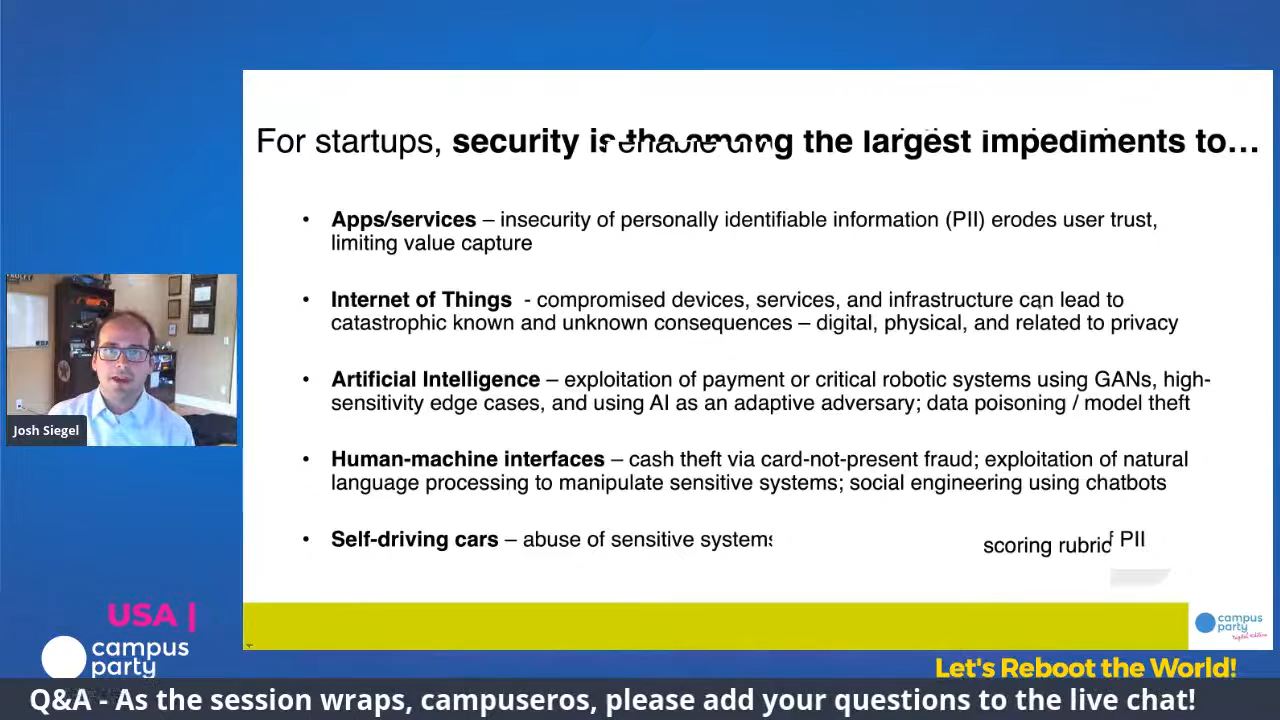 For startups, security is the among the largest impediments to...
• Apps/services – insecurity of personally identifiable information (PII) erodes user trust,
limiting value capture
• Internet of Things - compromised devices, services, and infrastructure can lead to
catastrophic known and unknown consequences – digital, physical, and related to privacy
• Artificial Intelligence – exploitation of payment or critical robotic systems using GANs, high-
sensitivity edge cases, and using AI as an adaptive adversary; data poisoning / model theft
• Human-machine interfaces – cash theft via card-not-present fraud; exploitation of natural
language processing to manipulate sensitive systems; social engineering using chatbots
• Self-driving cars – abuse of sensitive systems scoring rubric PII
Josh Siegel
USA |
campus
party
campus
party
Digital edition
Let's Reboot the World!
Q&A - As the session wraps, campuseros, please add your questions to the live chat!